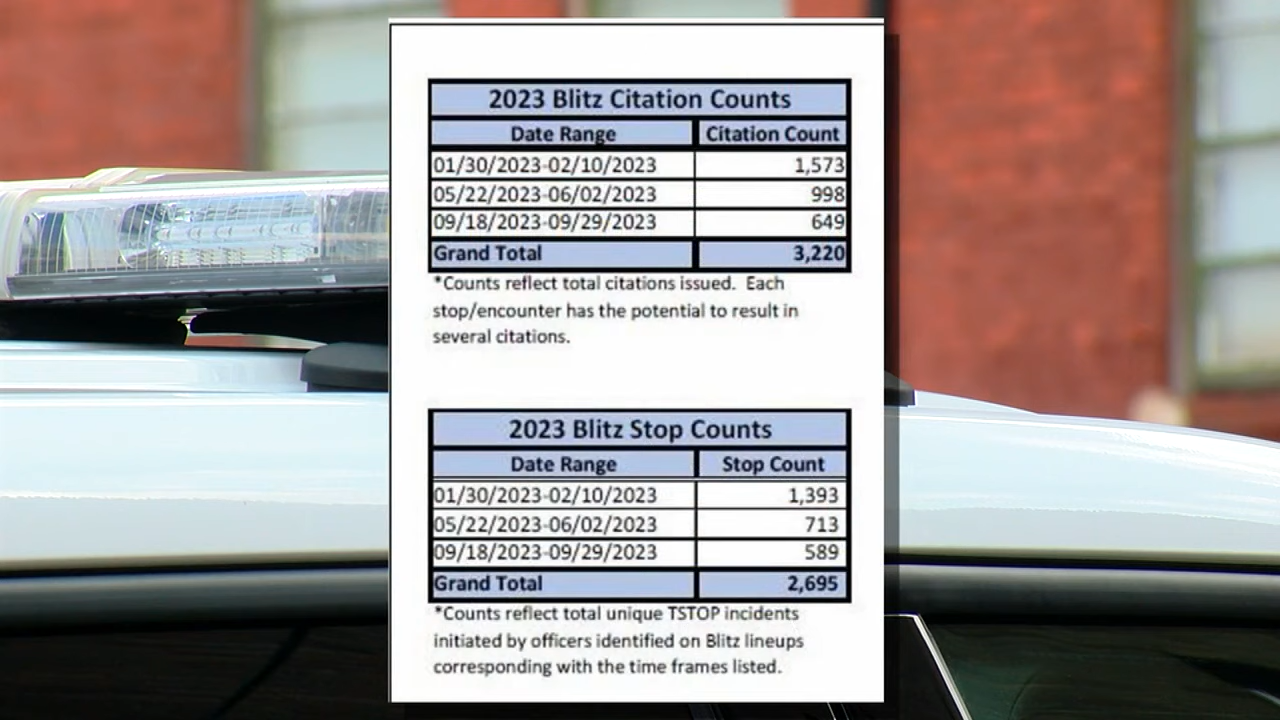 2023 Blitz Citation Counts
Date Range Citation Count
01/30/2023-02/10/2023 1,573
05/22/2023-06/02/2023 998
09/18/2023-09/29/2023 649
Grand Total 3,220
*Counts reflect total citations issued.  Each
stop/encounter has the potential to result in
several citations.
2023 Blitz Stop Counts
Date Range Stop Count
01/30/2023-02/10/2023 1,393
05/22/2023-06/02/2023 713
09/18/2023-09/29/2023 589
Grand Total 2,695
*Counts reflect total unique TSTOP incidents
initiated by officers identified on Blitz lineups
corresponding with the time frames listed.